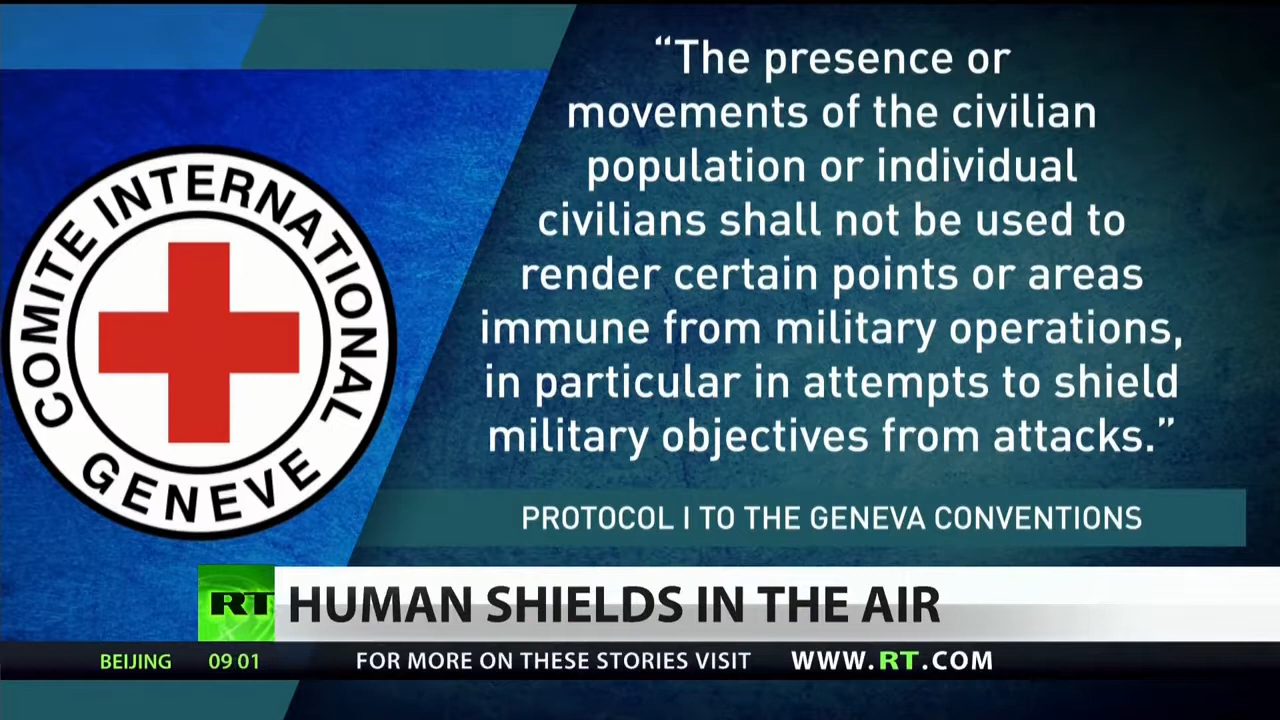 COMITE INTERNATIONAL
GENEVE
“The presence or
movements of the civilian
population or individual
civilians shall not be used to
render certain points or areas
immune from military operations,
in particular in attempts to shield
military objectives from attacks.”
PROTOCOL I TO THE GENEVA CONVENTIONS
RT HUMAN SHIELDS IN THE AIR
BEIJING 09 01 FOR MORE ON THESE STORIES VISIT WWW.RT.COM